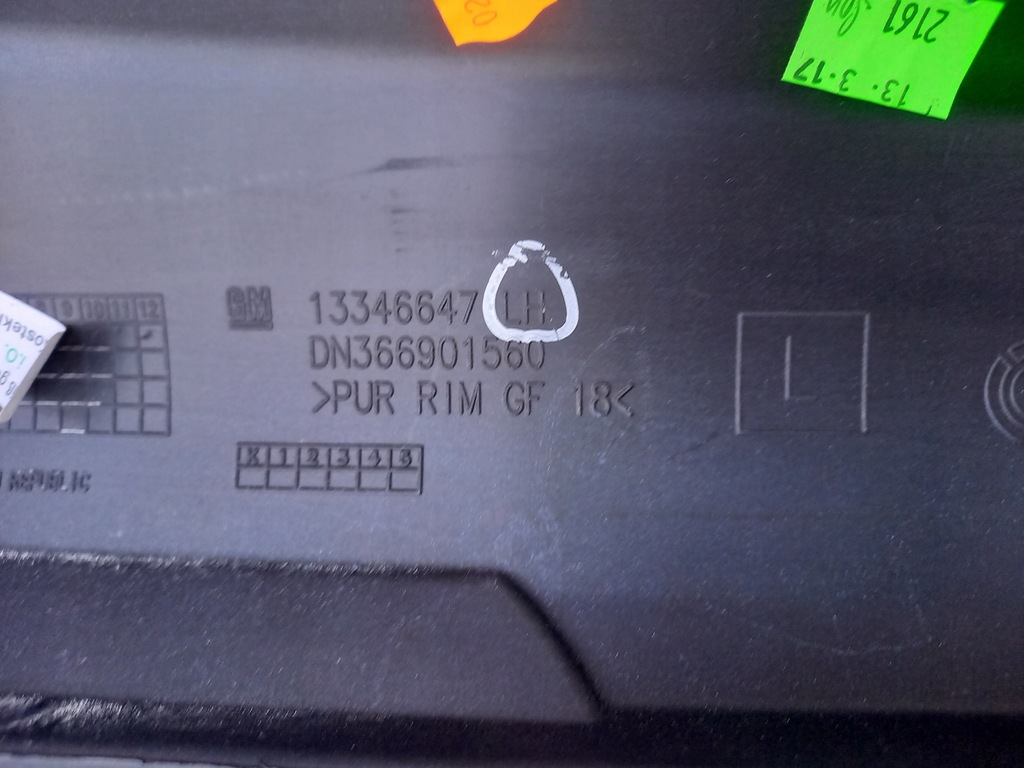 2161
13.3.17
9 10 11 12
GM 13346647 LH
DN366901560
>PUR RIM GF 18<
L
X 1 2 3 4 5
REPUBLIC